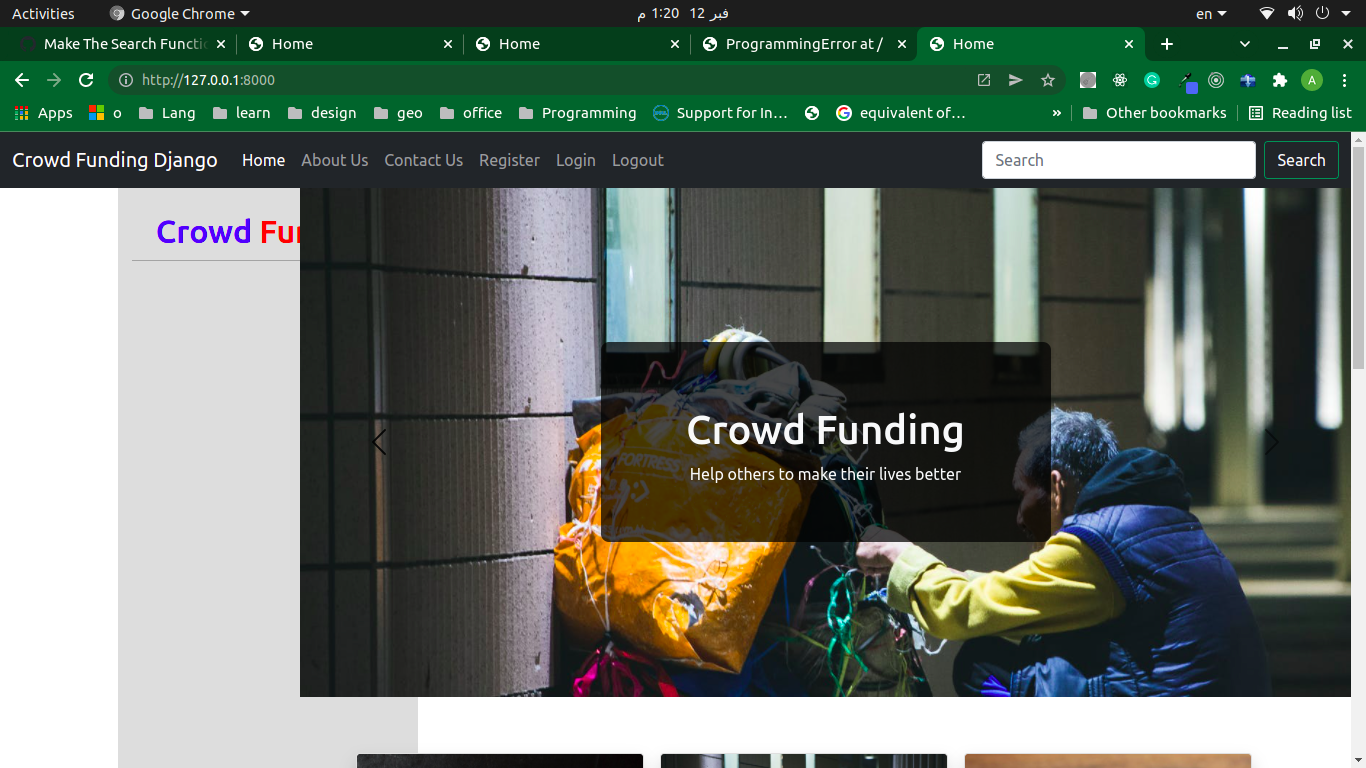 Activities Google Chrome فبر 12 1:20 م en
Make The Search Functi Home Home ProgrammingError at / Home
http://127.0.0.1:8000 A
Apps o Lang learn design geo office Programming Support for In… equivalent of… » Other bookmarks Reading list
Crowd Funding Django Home About Us Contact Us Register Login Logout Search Search
Crowd Fu
FORTRESS
Crowd Funding
Help others to make their lives better